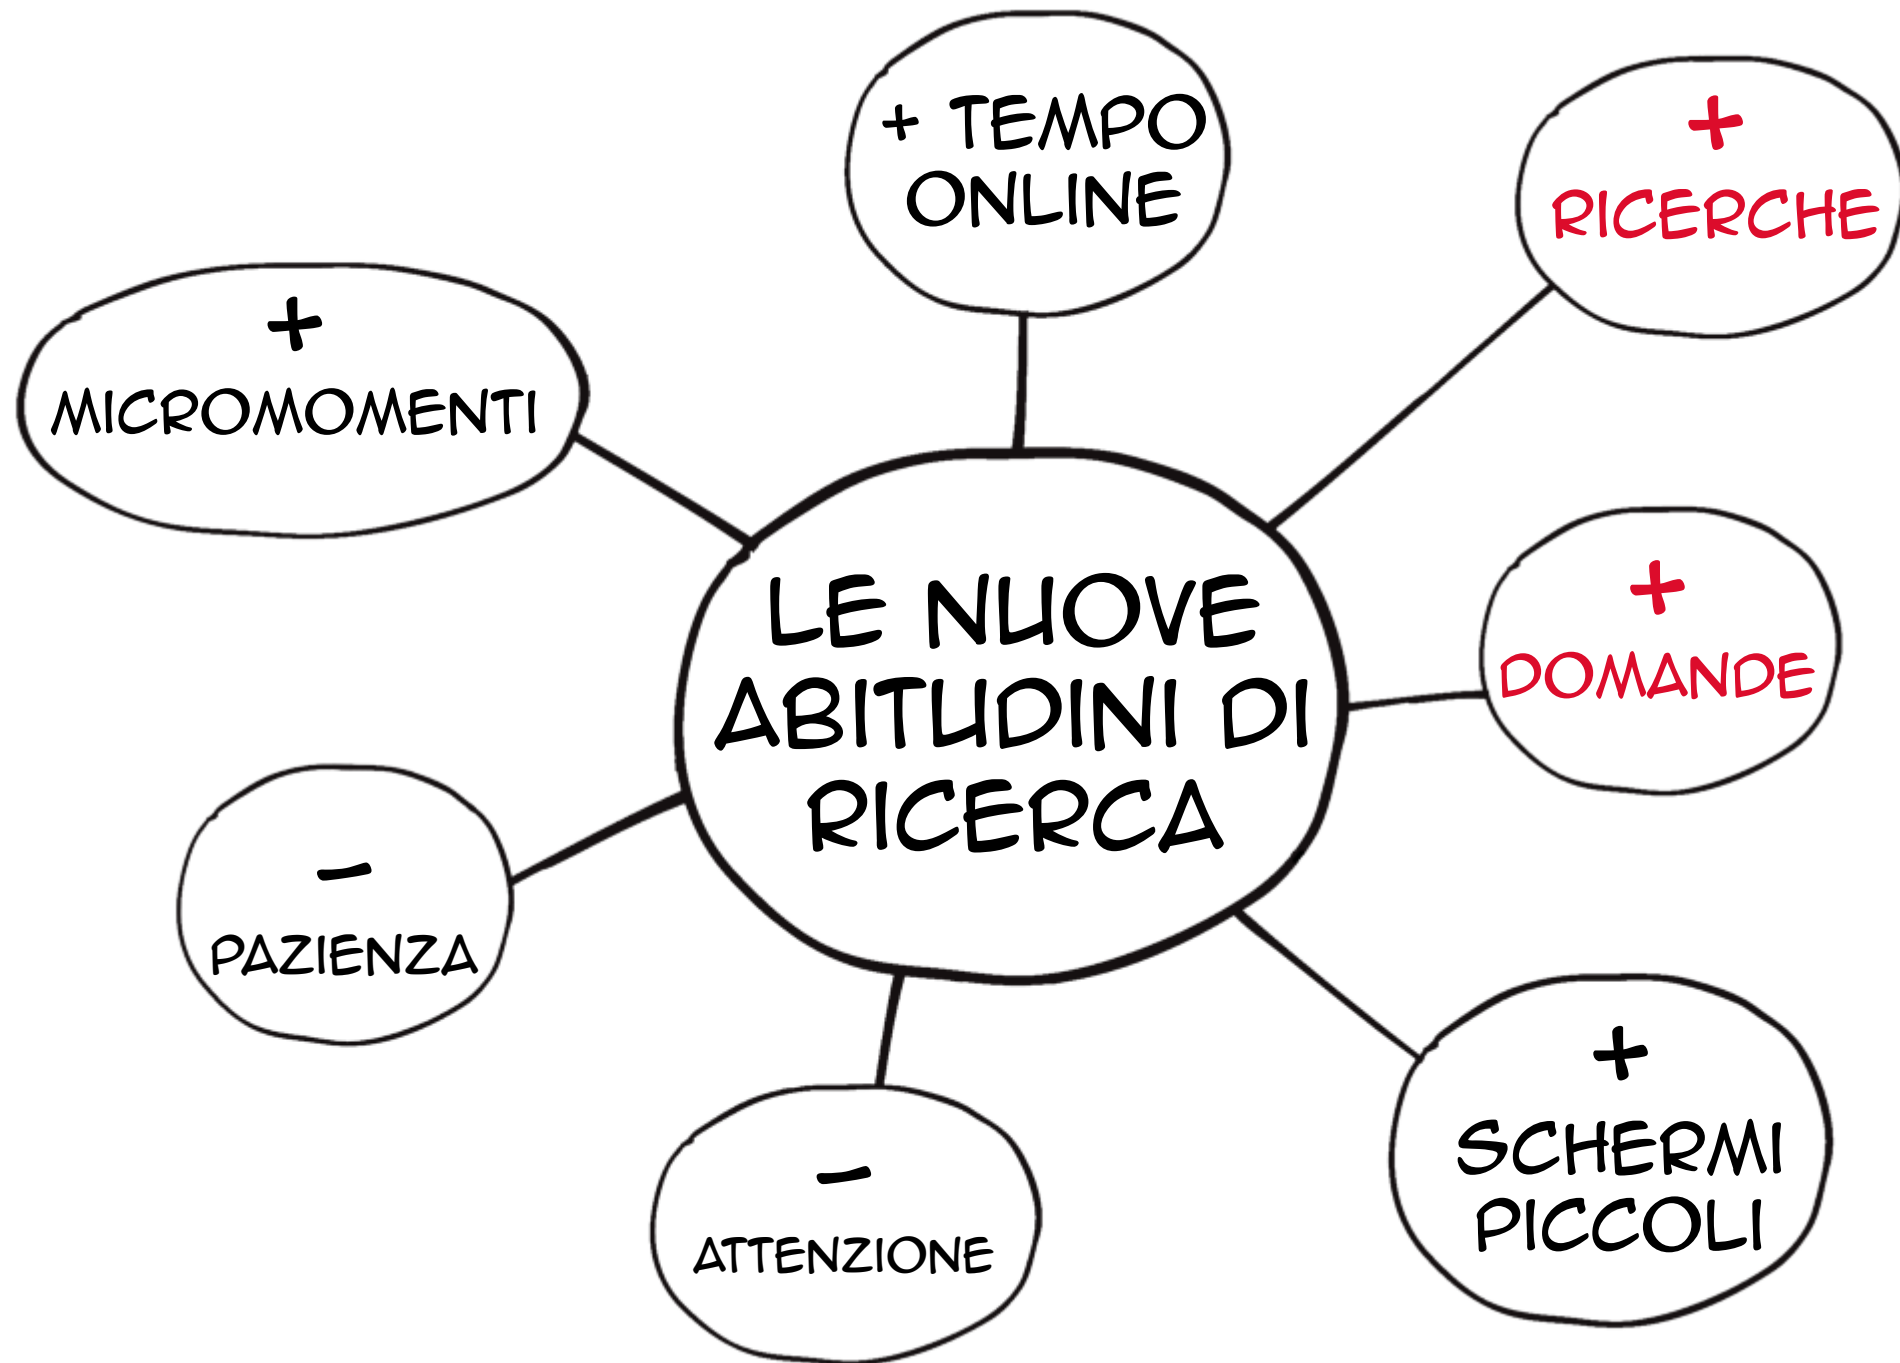 + TEMPO
ONLINE
+
RICERCHE
+
MICROMOMENTI
LE NUOVE
ABITUDINI DI
RICERCA
+
DOMANDE
-
PAZIENZA
-
ATTENZIONE
+
SCHERMI
PICCOLI